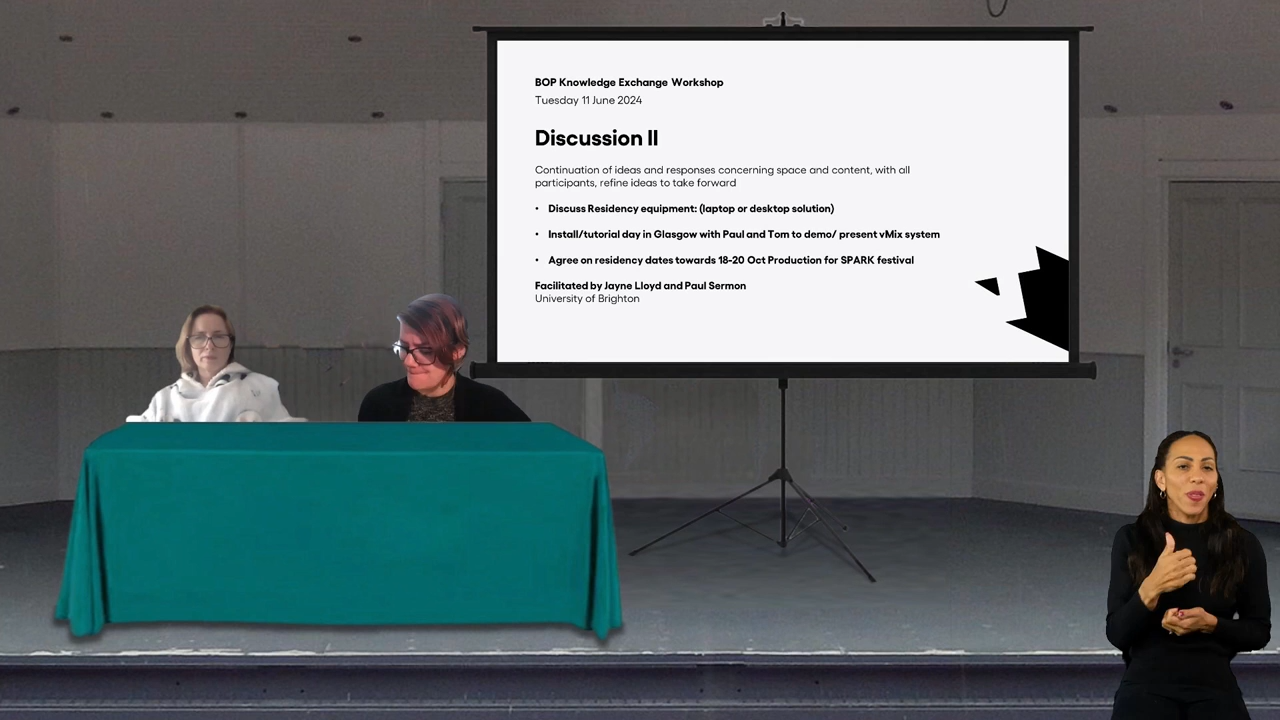 BOP Knowledge Exchange Workshop
Tuesday 11 June 2024
Discussion II
Continuation of ideas and responses concerning space and content, with all
participants, refine ideas to take forward
• Discuss Residency equipment: (laptop or desktop solution)
• Install/tutorial day in Glasgow with Paul and Tom to demo/ present vMix system
• Agree on residency dates towards 18-20 Oct Production for SPARK festival
Facilitated by Jayne Lloyd and Paul Sermon
University of Brighton